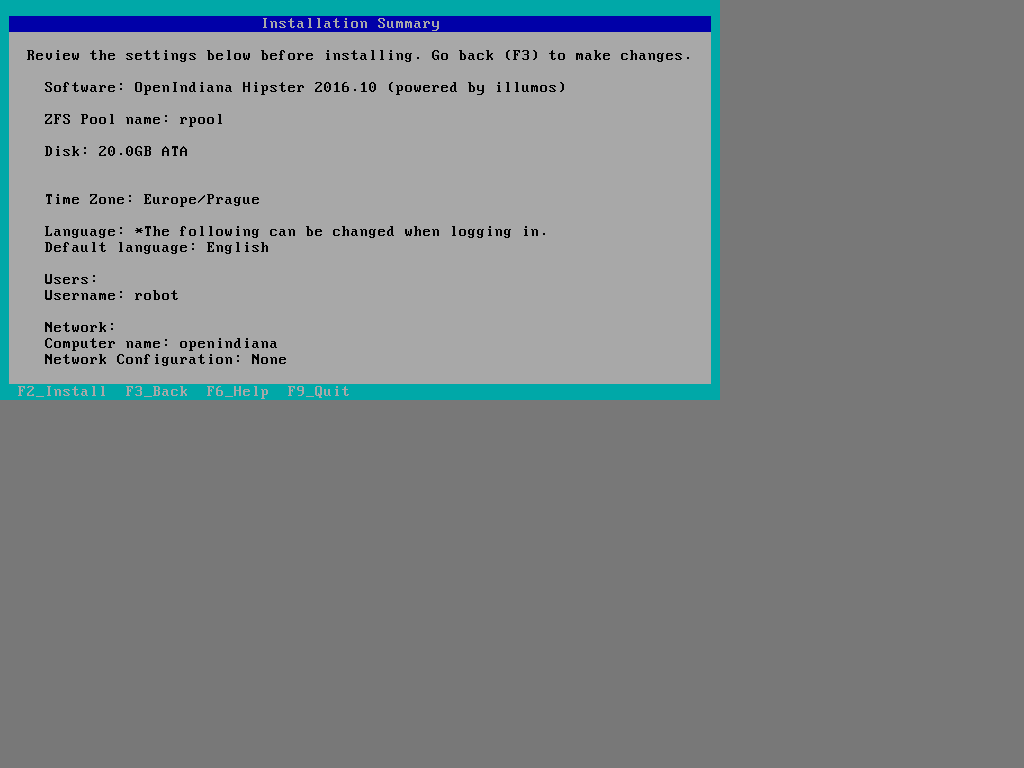 Installation Summary
Review the settings below before installing. Go back (F3) to make changes.
Software: OpenIndiana Hipster 2016.10 (powered by illumos)
ZFS Pool name: rpool
Disk: 20.0GB ATA
Time Zone: Europe/Prague
Language: *The following can be changed when logging in.
Default language: English
Users:
Username: robot
Network:
Computer name: openindiana
Network Configuration: None
F2_Install F3_Back F6_Help F9_Quit